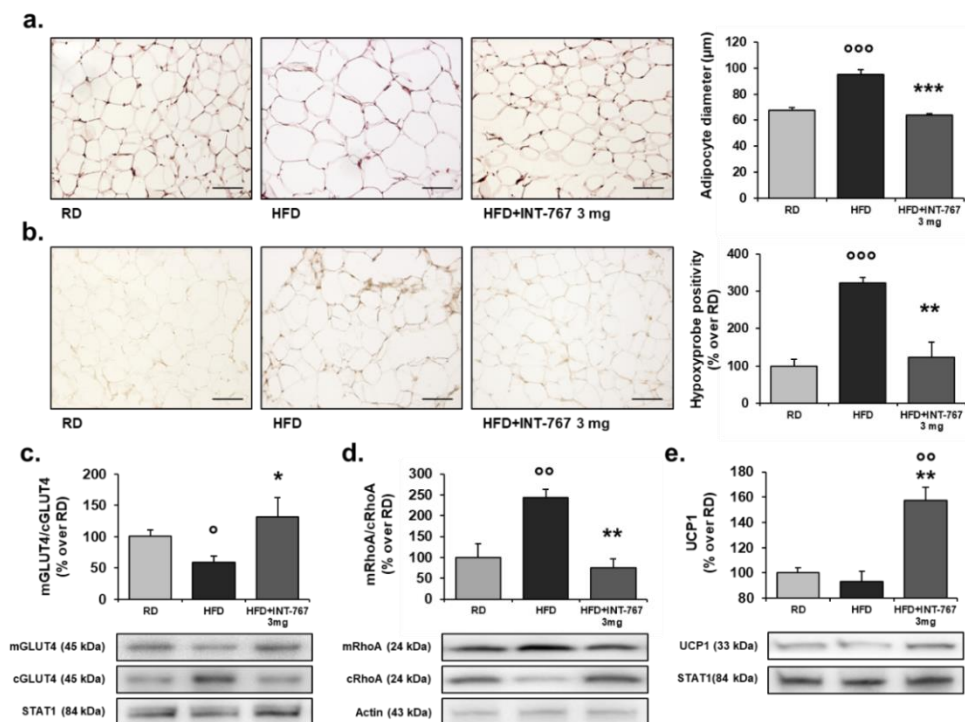 a.
RD
HFD
HFD+INT-767 3 mg
Adipocyte diameter (µm)
120
100
80
60
40
20
0
°°°
***
RD
HFD
HFD+INT-767
3 mg
b.
RD
HFD
HFD+INT-767 3 mg
Hypoxyprobe positivity
(% over RD)
400
300
200
100
0
°°°
**
RD
HFD
HFD+INT-767
3 mg
c.
mGLUT4/cGLUT4
(% over RD)
200
150
100
50
0
°
*
RD
HFD
HFD+INT-767
3mg
mGLUT4 (45 kDa)
cGLUT4 (45 kDa)
STAT1 (84 kDa)
d.
mRhoA/cRhoA
(% over RD)
300
250
200
150
100
50
0
°°
**
RD
HFD
HFD+INT-767
3mg
mRhoA (24 kDa)
cRhoA (24 kDa)
Actin (43 kDa)
e.
UCP1
(% over RD)
180
160
140
120
100
80
°°
**
RD
HFD
HFD+INT-767
3mg
UCP1 (33 kDa)
STAT1(84 kDa)